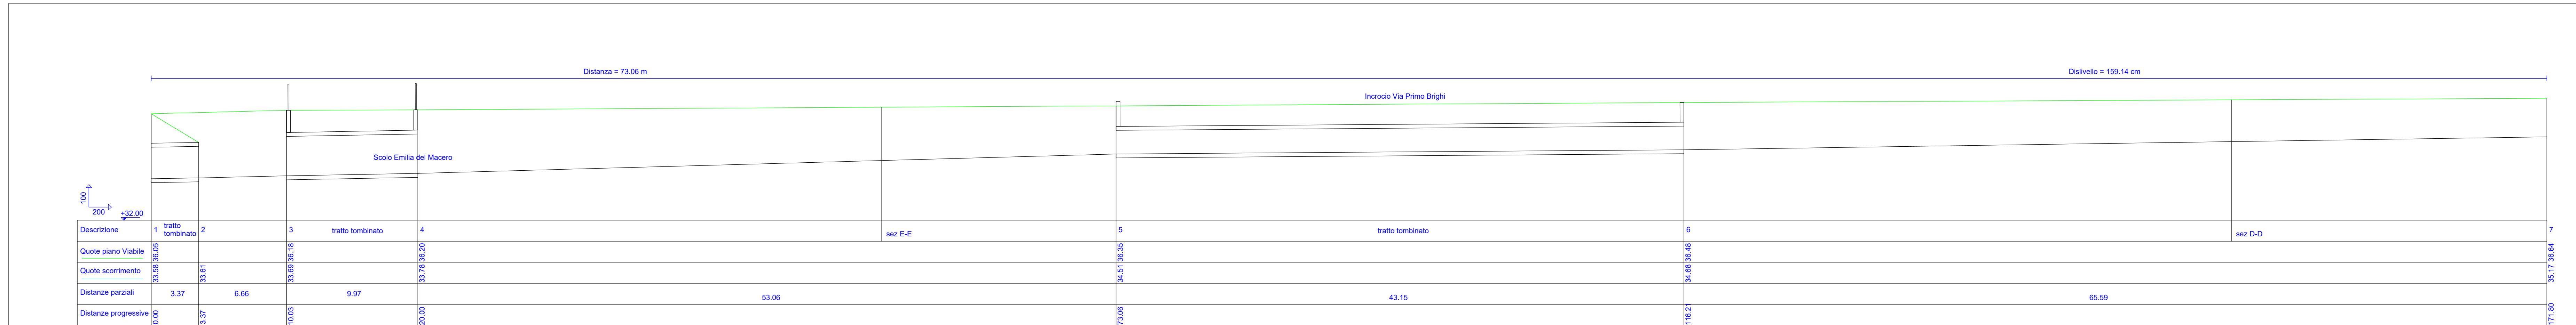 Distanza = 73.06 m
Dislivello = 159.14 cm
Incrocio Via Primo Brighi
Scolo Emilia del Macero
100
200
+32.00
Descrizione 1 tratto tombinato 2 3 tratto tombinato 4 sez E-E 5 tratto tombinato 6 sez D-D 7
Quote piano Viabile 36.05 36.18 36.20 36.35 36.48 36.64
Quote scorrimento 33.58 33.61 33.69 33.78 34.51 34.68 35.17
Distanze parziali 3.37 6.66 9.97 53.06 43.15 65.59
Distanze progressive 0.00 3.37 10.03 20.00 73.06 116.21 171.80